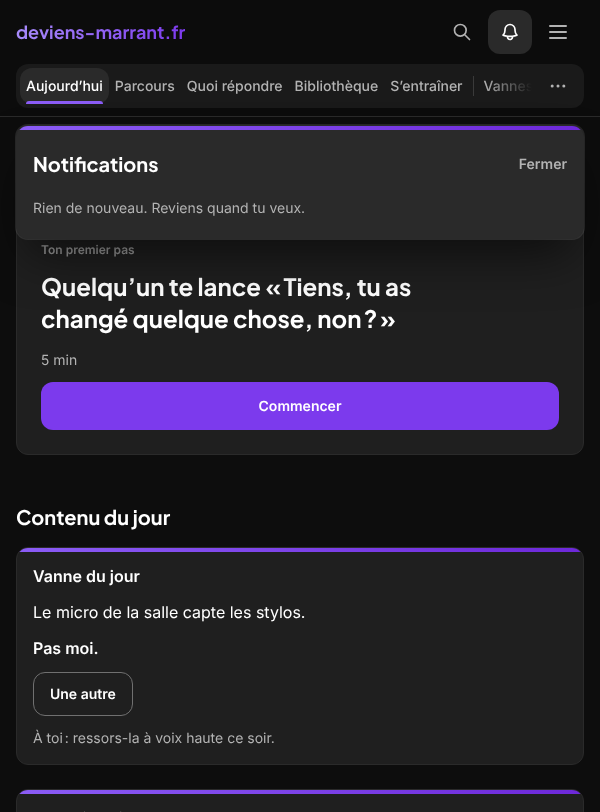 deviens-marrant.fr
Aujourd’hui Parcours Quoi répondre Bibliothèque S’entraîner Vannes
Notifications Fermer
Rien de nouveau. Reviens quand tu veux.
Ton premier pas
Quelqu’un te lance « Tiens, tu as
changé quelque chose, non ? »
5 min
Commencer
Contenu du jour
Vanne du jour
Le micro de la salle capte les stylos.
Pas moi.
Une autre
À toi : ressors-la à voix haute ce soir.